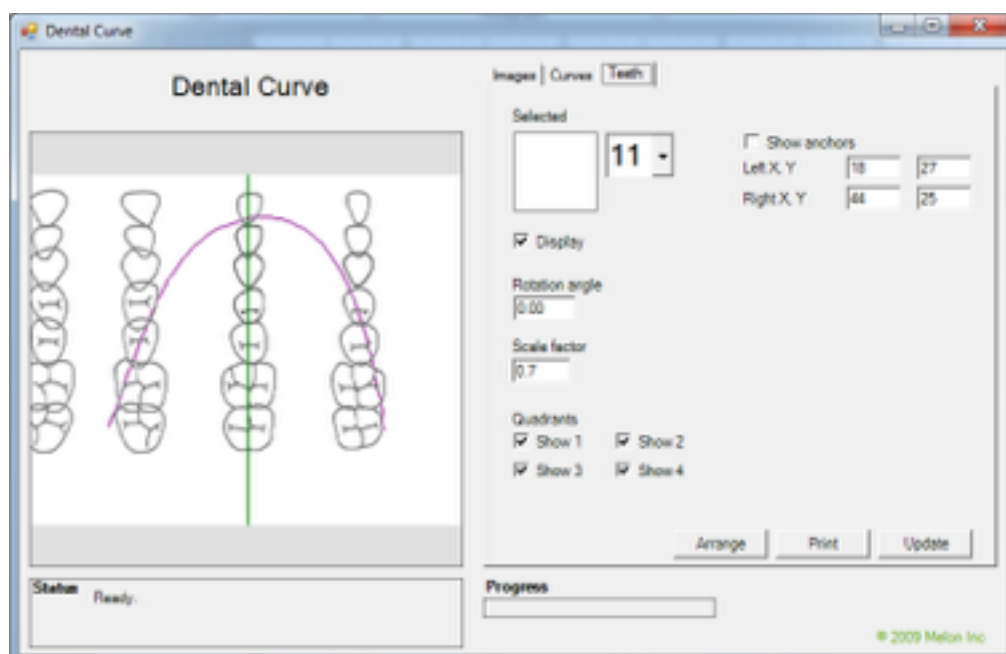 Dental Curve
Dental Curve
Images Curves Teeth
Selected
11
Show anchors
Left X, Y 18 27
Right X, Y 44 25
Display
Rotation angle
0.00
Scale factor
0.7
Quadrants
Show 1 Show 2
Show 3 Show 4
Arrange Print Update
Status Ready.
Progress
© 2009 Melon Inc